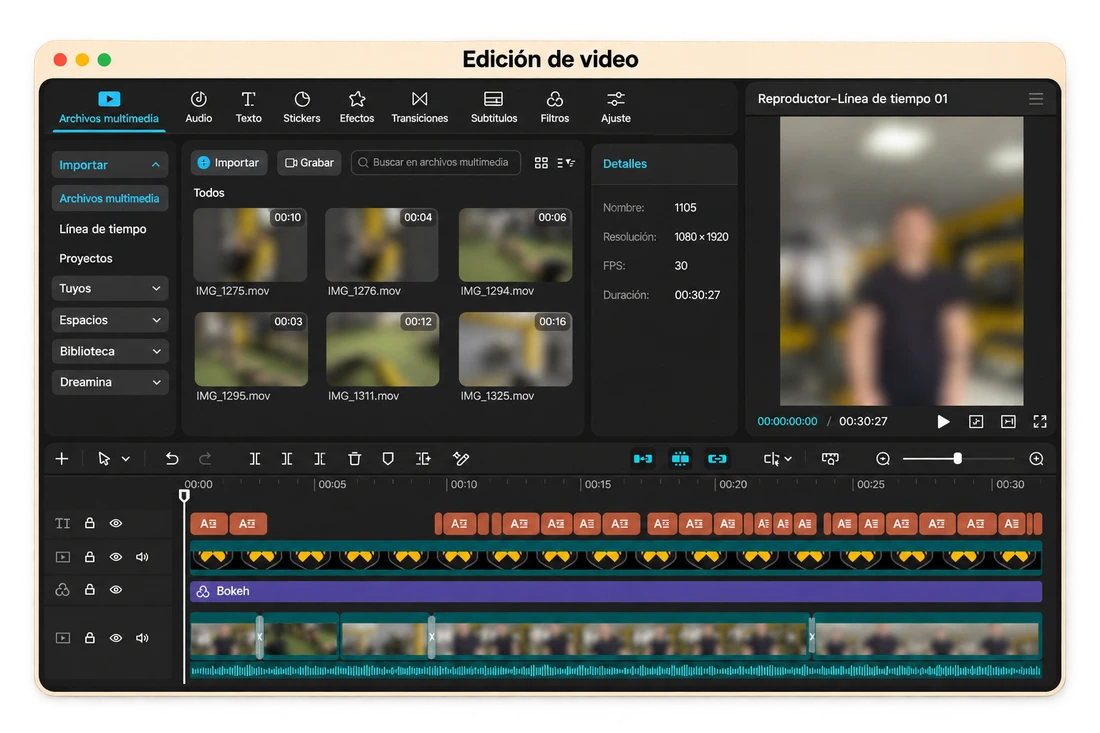 Edición de video
Archivos multimedia
Audio
Texto
Stickers
Efectos
Transiciones
Subtítulos
Filtros
Ajuste
Reproductor–Línea de tiempo 01
Importar
Archivos multimedia
Línea de tiempo
Proyectos
Tuyos
Espacios
Biblioteca
Dreamina
Importar
Grabar
Buscar en archivos multimedia
Todos
00:10
00:04
00:06
IMG_1275.mov
IMG_1276.mov
IMG_1294.mov
00:03
00:12
00:16
IMG_1295.mov
IMG_1311.mov
IMG_1325.mov
Detalles
Nombre: 1105
Resolución: 1080 × 1920
FPS: 30
Duración: 00:30:27
00:00:00:00 / 00:30:27
00:00 00:05 00:10 00:15 00:20 00:25 00:30
Bokeh